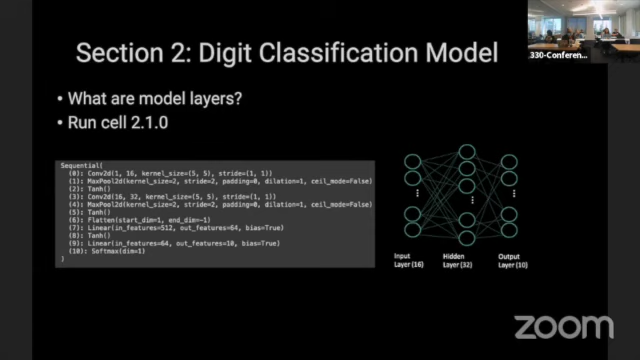 Section 2: Digit Classification Model
330-Conferen...
• What are model layers?
• Run cell 2.1.0
Sequential(
(0): Conv2d(1, 16, kernel_size=(5, 5), stride=(1, 1))
(1): MaxPool2d(kernel_size=2, stride=2, padding=0, dilation=1, ceil_mode=False)
(2): Tanh()
(3): Conv2d(16, 32, kernel_size=(5, 5), stride=(1, 1))
(4): MaxPool2d(kernel_size=2, stride=2, padding=0, dilation=1, ceil_mode=False)
(5): Tanh()
(6): Flatten(start_dim=1, end_dim=-1)
(7): Linear(in_features=512, out_features=64, bias=True)
(8): Tanh()
(9): Linear(in_features=64, out_features=10, bias=True)
(10): Softmax(dim=1)
)
Input
Layer (16)
Hidden
Layer (32)
Output
Layer (10)
zoom